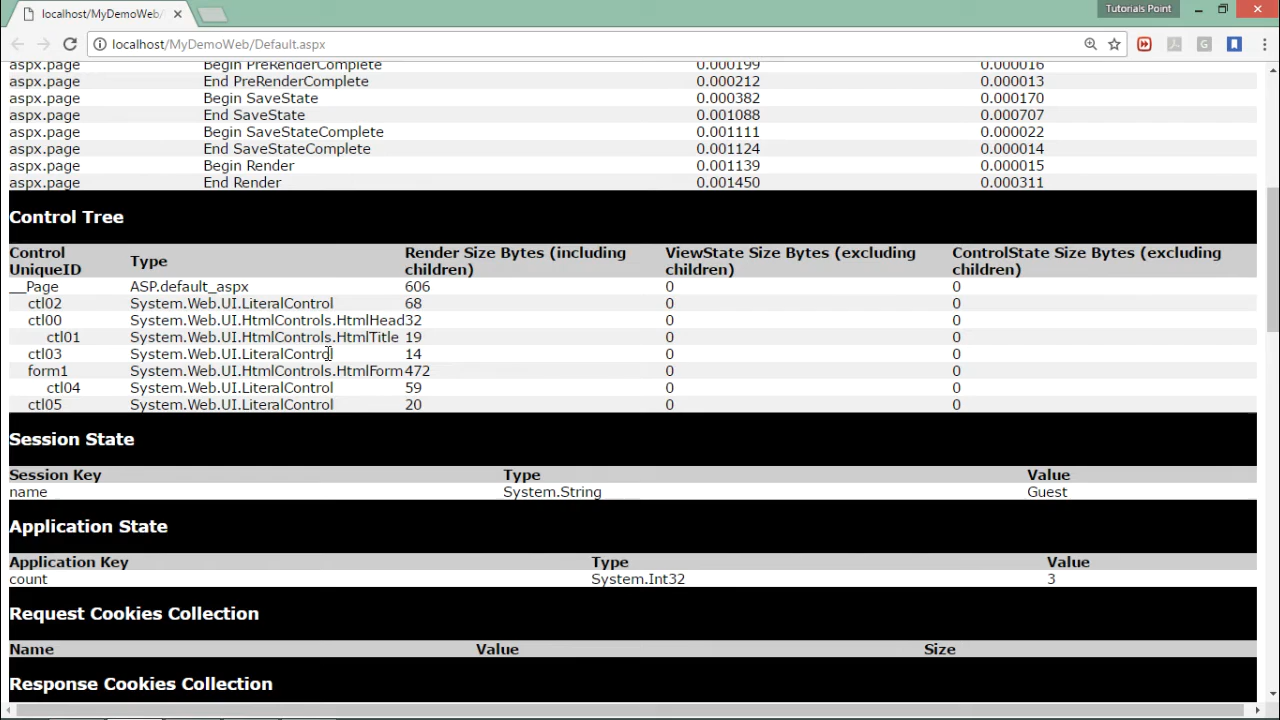 localhost/MyDemoWeb/
Tutorials Point
localhost/MyDemoWeb/Default.aspx
aspx.page Begin PreRenderComplete 0.000199 0.000016
aspx.page End PreRenderComplete 0.000212 0.000013
aspx.page Begin SaveState 0.000382 0.000170
aspx.page End SaveState 0.001088 0.000707
aspx.page Begin SaveStateComplete 0.001111 0.000022
aspx.page End SaveStateComplete 0.001124 0.000014
aspx.page Begin Render 0.001139 0.000015
aspx.page End Render 0.001450 0.000311
Control Tree
Control Type Render Size Bytes (including ViewState Size Bytes (excluding ControlState Size Bytes (excluding
UniqueID children) children) children)
__Page ASP.default_aspx 606 0 0
ctl02 System.Web.UI.LiteralControl 68 0 0
ctl00 System.Web.UI.HtmlControls.HtmlHead 32 0 0
ctl01 System.Web.UI.HtmlControls.HtmlTitle 19 0 0
ctl03 System.Web.UI.LiteralControl 14 0 0
form1 System.Web.UI.HtmlControls.HtmlForm 472 0 0
ctl04 System.Web.UI.LiteralControl 59 0 0
ctl05 System.Web.UI.LiteralControl 20 0 0
Session State
Session Key Type Value
name System.String Guest
Application State
Application Key Type Value
count System.Int32 3
Request Cookies Collection
Name Value Size
Response Cookies Collection